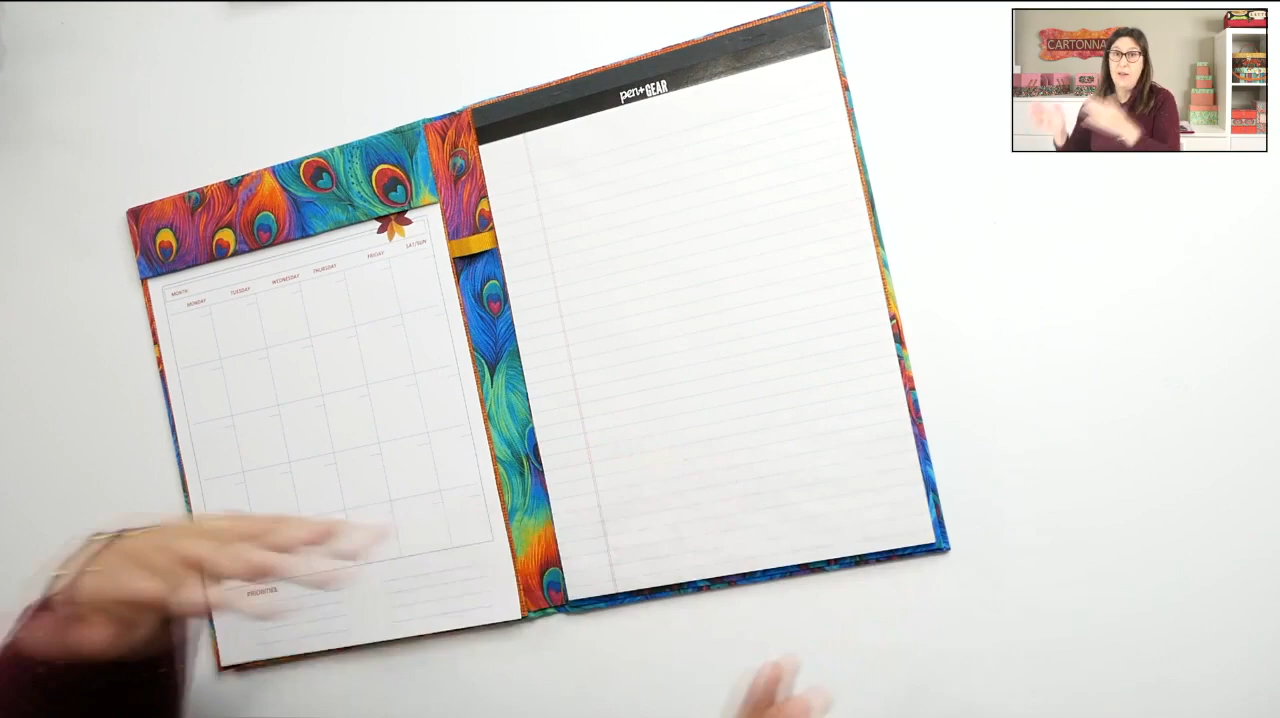 CARTONNA
pen+GEAR
MONTH
MONDAY TUESDAY WEDNESDAY THURSDAY FRIDAY SAT/SUN
PRIORITIES